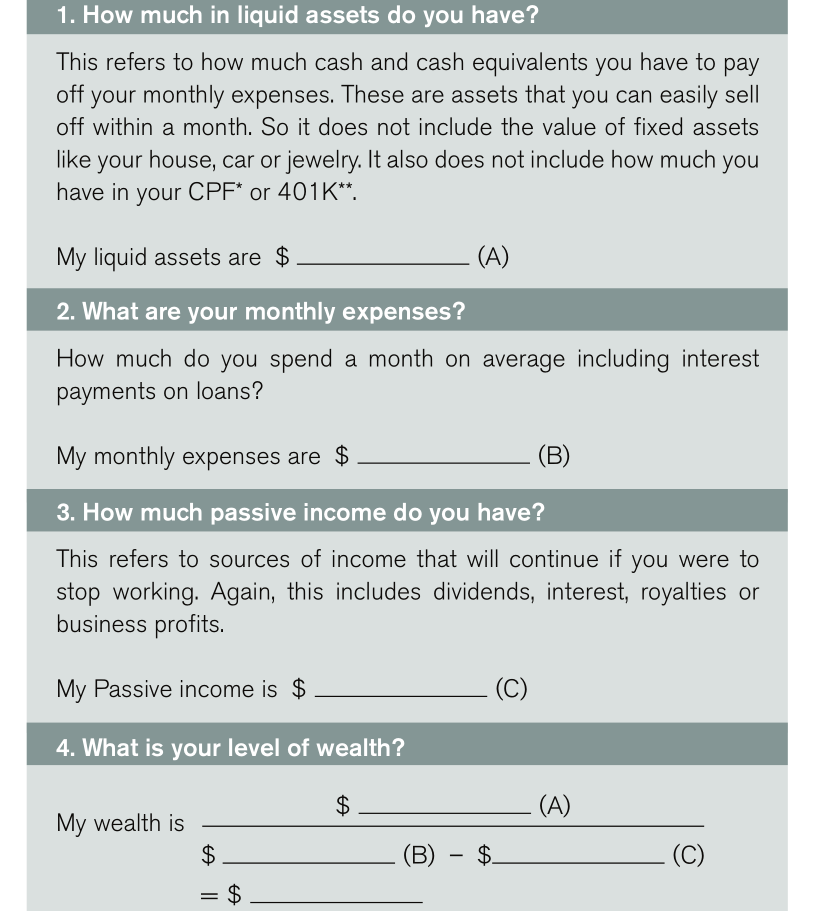 1. How much in liquid assets do you have?
This refers to how much cash and cash equivalents you have to pay
off your monthly expenses. These are assets that you can easily sell
off within a month. So it does not include the value of fixed assets
like your house, car or jewelry. It also does not include how much you
have in your CPF* or 401K**.
My liquid assets are $ ____________ (A)
2. What are your monthly expenses?
How much do you spend a month on average including interest
payments on loans?
My monthly expenses are $ ____________ (B)
3. How much passive income do you have?
This refers to sources of income that will continue if you were to
stop working. Again, this includes dividends, interest, royalties or
business profits.
My Passive income is $ ____________ (C)
4. What is your level of wealth?
$ ____________ (A)
My wealth is
$ ____________ (B) – $____________ (C)
= $ ____________